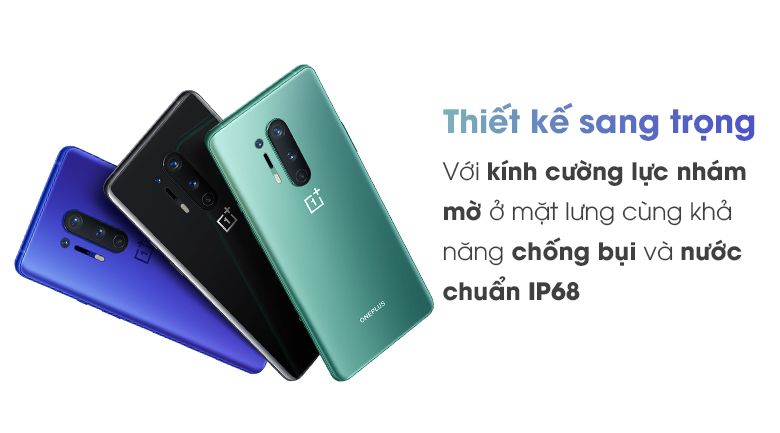 Thiết kế sang trọng
Với kính cường lực nhám
mờ ở mặt lưng cùng khả
năng chống bụi và nước
chuẩn IP68
ONEPLUS